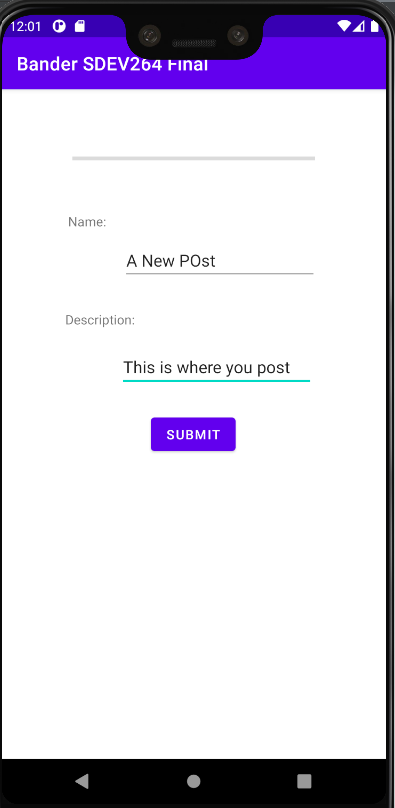 12:01
Bander SDEV264 Final
Name:
A New POst
Description:
This is where you post
SUBMIT